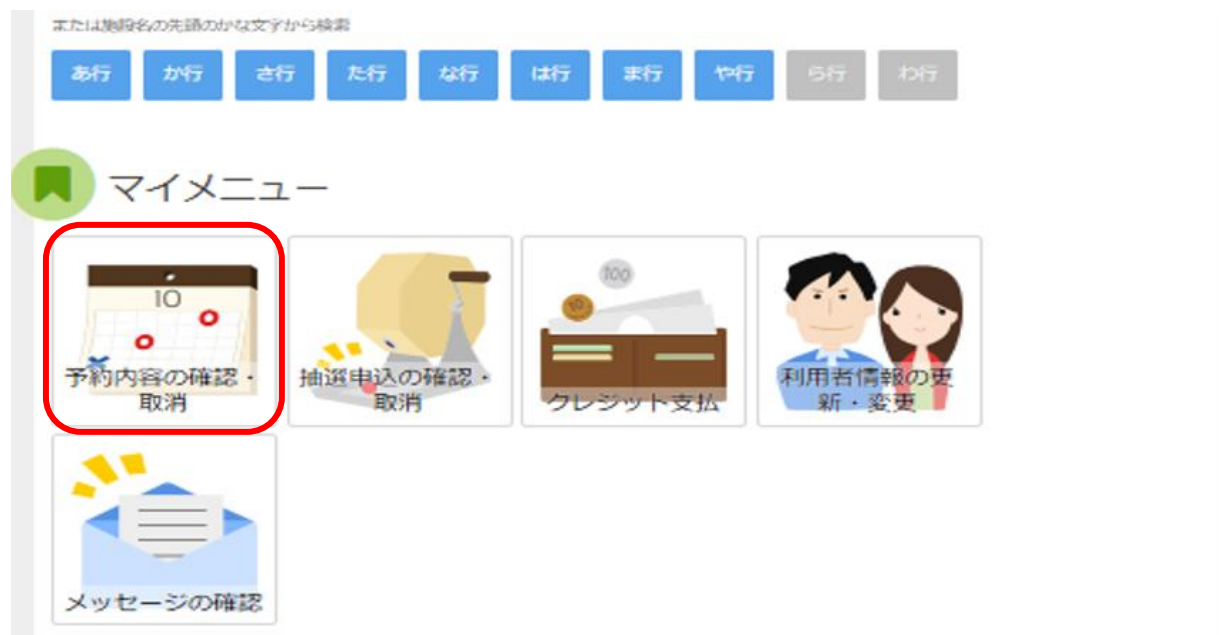 または施設名の先頭のかな文字から検索
あ行 か行 さ行 た行 な行 は行 ま行 や行 ら行 わ行
マイメニュー
10
予約内容の確認・
取消
抽選申込の確認・
取消
100
10
クレジット支払
利用者情報の更
新・変更
メッセージの確認